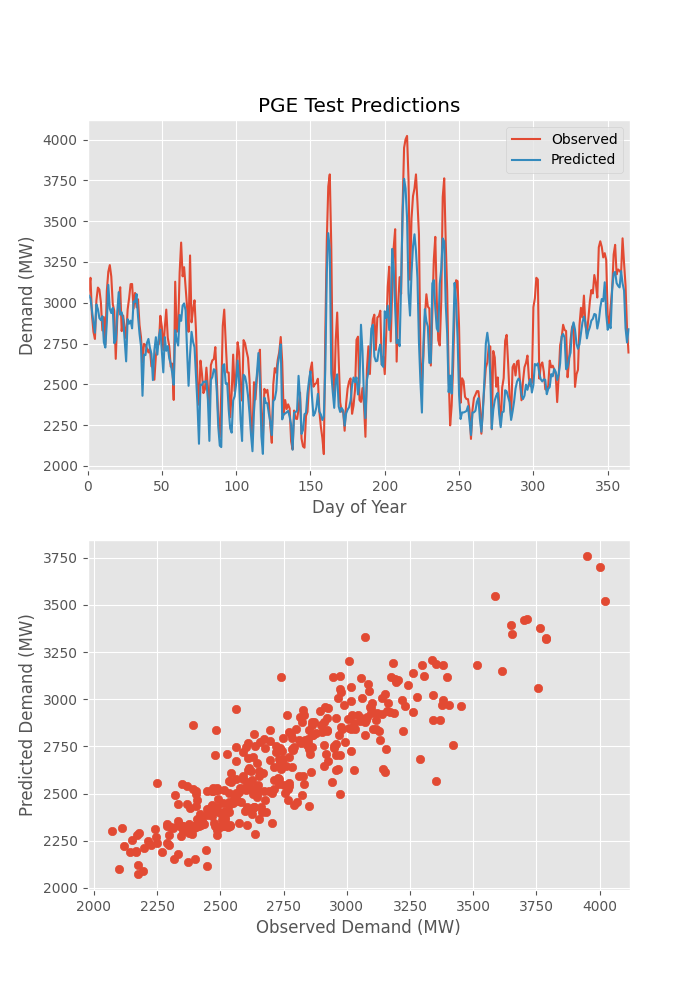 PGE Test Predictions
4000
3750
3500
3250
3000
2750
2500
2250
2000
Demand (MW)
Observed
Predicted
0 50 100 150 200 250 300 350
Day of Year
3750
3500
3250
3000
2750
2500
2250
2000
Predicted Demand (MW)
2000 2250 2500 2750 3000 3250 3500 3750 4000
Observed Demand (MW)